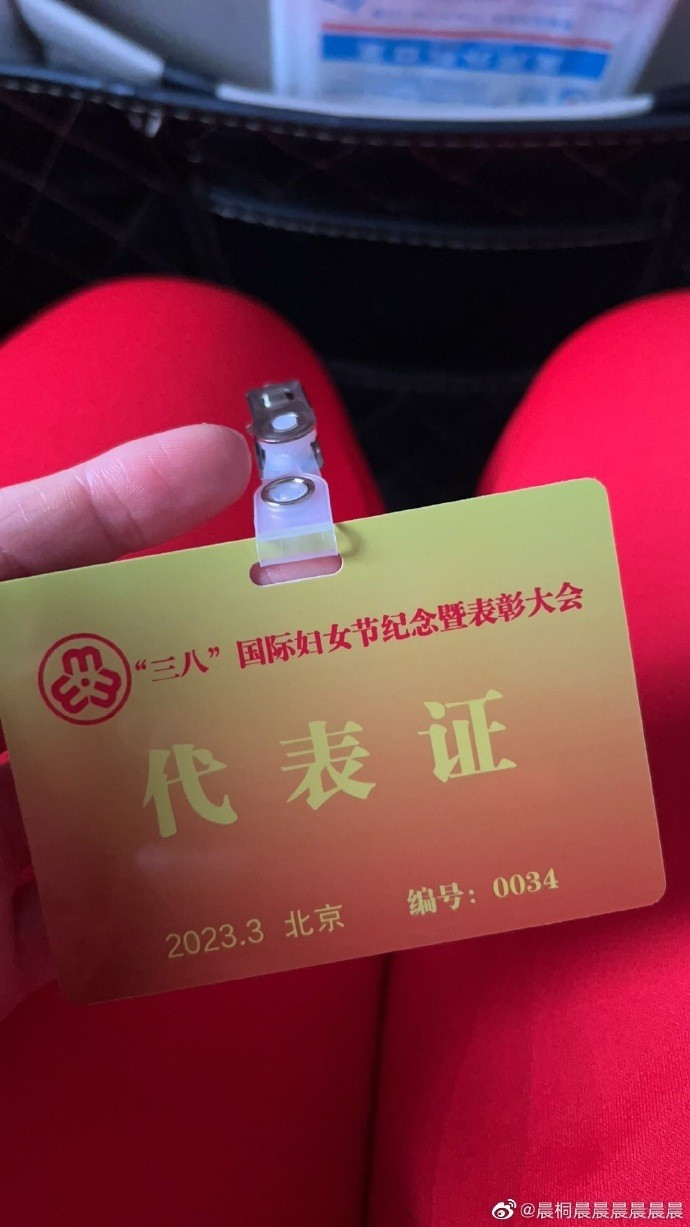 “三八”国际妇女节纪念暨表彰大会
代表证
2023.3 北京 编号：0034
@晨桐晨晨晨晨晨晨